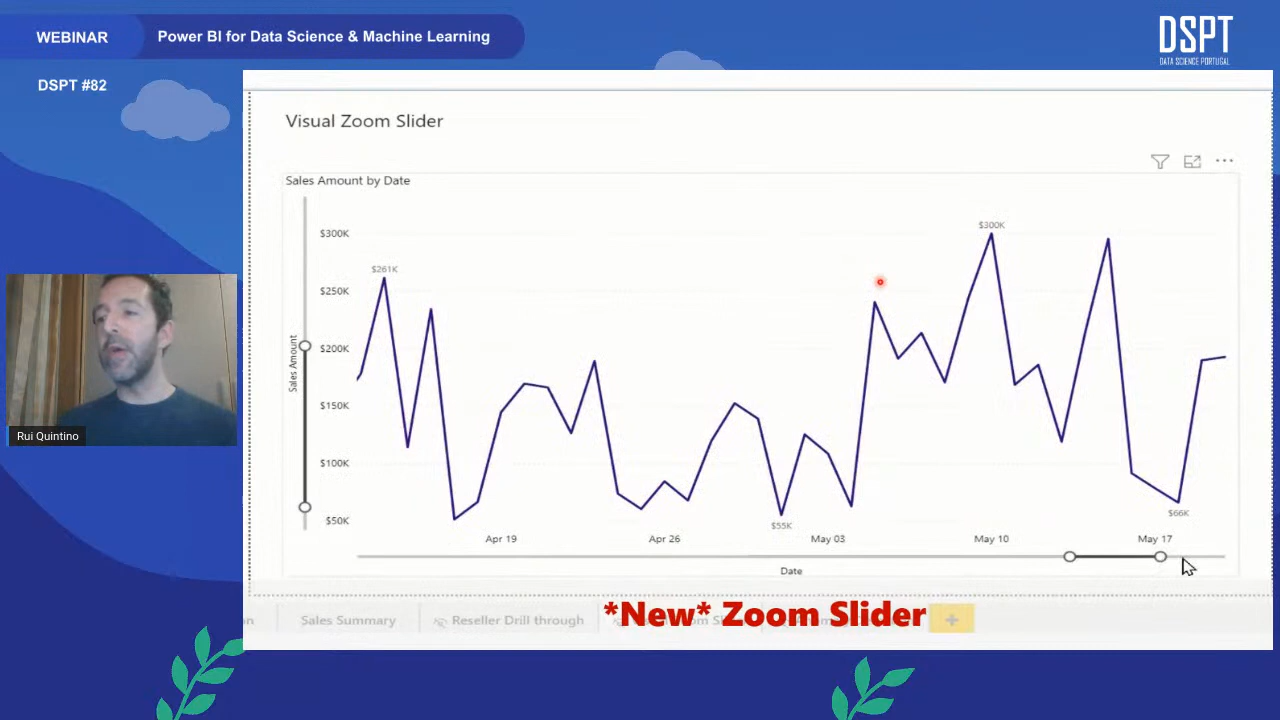 WEBINAR
Power BI for Data Science & Machine Learning
DSPT
DATA SCIENCE PORTUGAL
DSPT #82
Visual Zoom Slider
Sales Amount by Date
$300K
$300K
$261K
$250K
$200K
Sales Amount
$150K
$100K
$50K
$55K
$66K
Apr 19
Apr 26
May 03
May 10
May 17
Date
Rui Quintino
Sales Summary
Reseller Drill through
*New* Zoom Slider
+